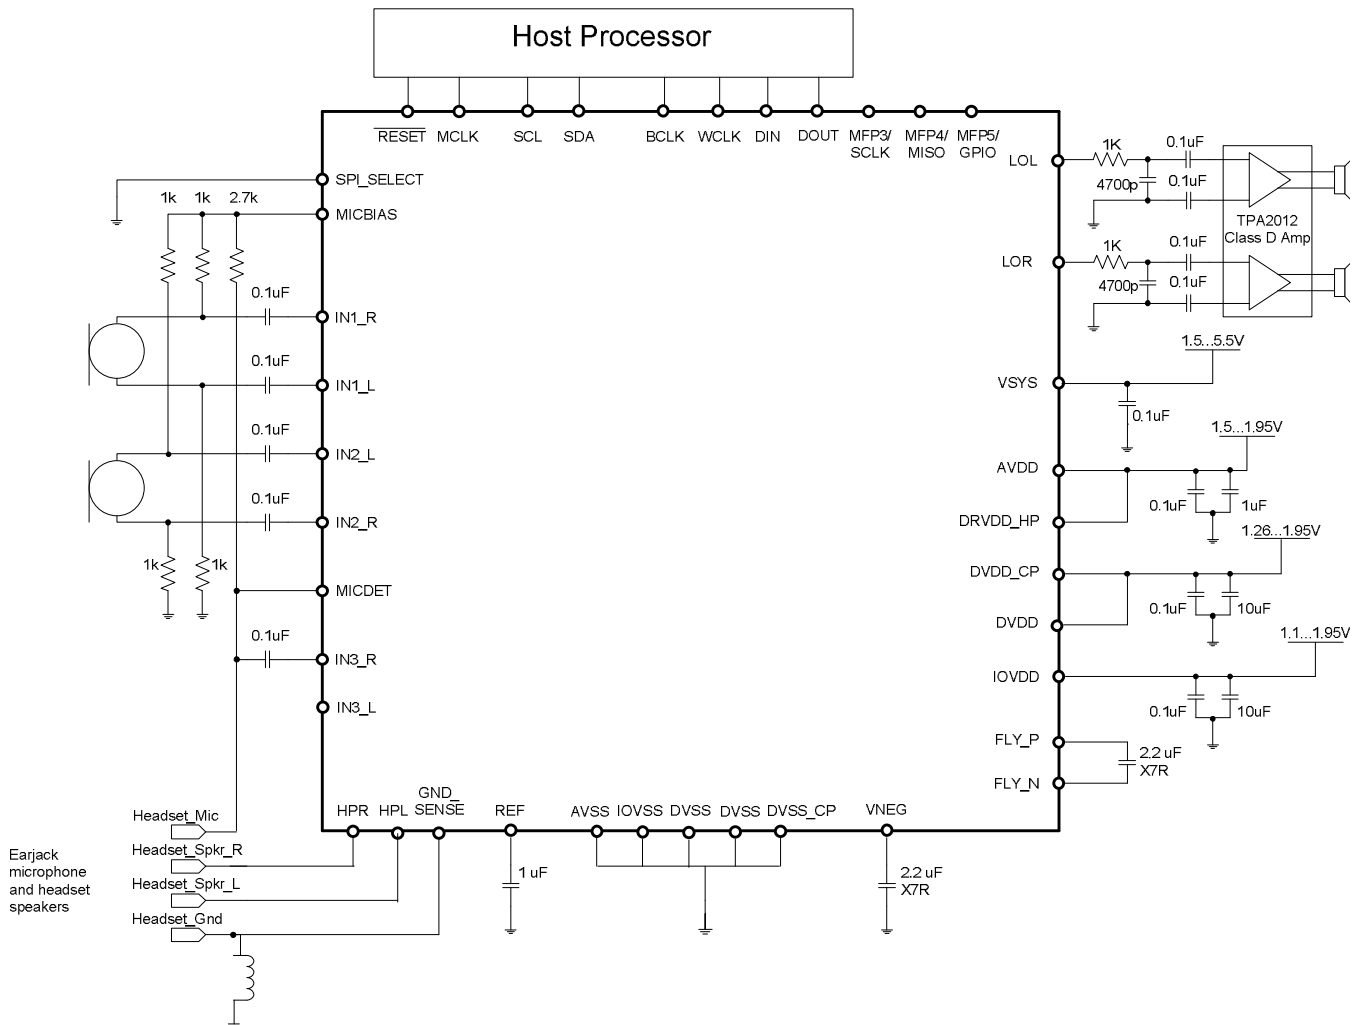 Host Processor
RESET MCLK SCL SDA BCLK WCLK DIN DOUT MFP3/ MFP4/ MFP5/
SCLK MISO GPIO
SPI_SELECT
1k 1k 2.7k
MICBIAS
0.1uF
IN1_R
0.1uF
IN1_L
0.1uF
IN2_L
0.1uF
IN2_R
1k 1k
MICDET
0.1uF
IN3_R
IN3_L
LOL
1K
0.1uF
4700p
0.1uF
TPA2012
Class D Amp
LOR
1K
0.1uF
4700p
0.1uF
1.5...5.5V
VSYS
0.1uF
1.5...1.95V
AVDD
0.1uF 1uF
DRVDD_HP
1.26...1.95V
DVDD_CP
0.1uF 10uF
DVDD
1.1...1.95V
IOVDD
0.1uF 10uF
FLY_P
2.2 uF
X7R
FLY_N
HPR HPL GND_
SENSE
REF
AVSS IOVSS DVSS DVSS DVSS_CP
VNEG
1 uF
2.2 uF
X7R
Headset_Mic
Headset_Spkr_R
Headset_Spkr_L
Headset_Gnd
Earjack
microphone
and headset
speakers